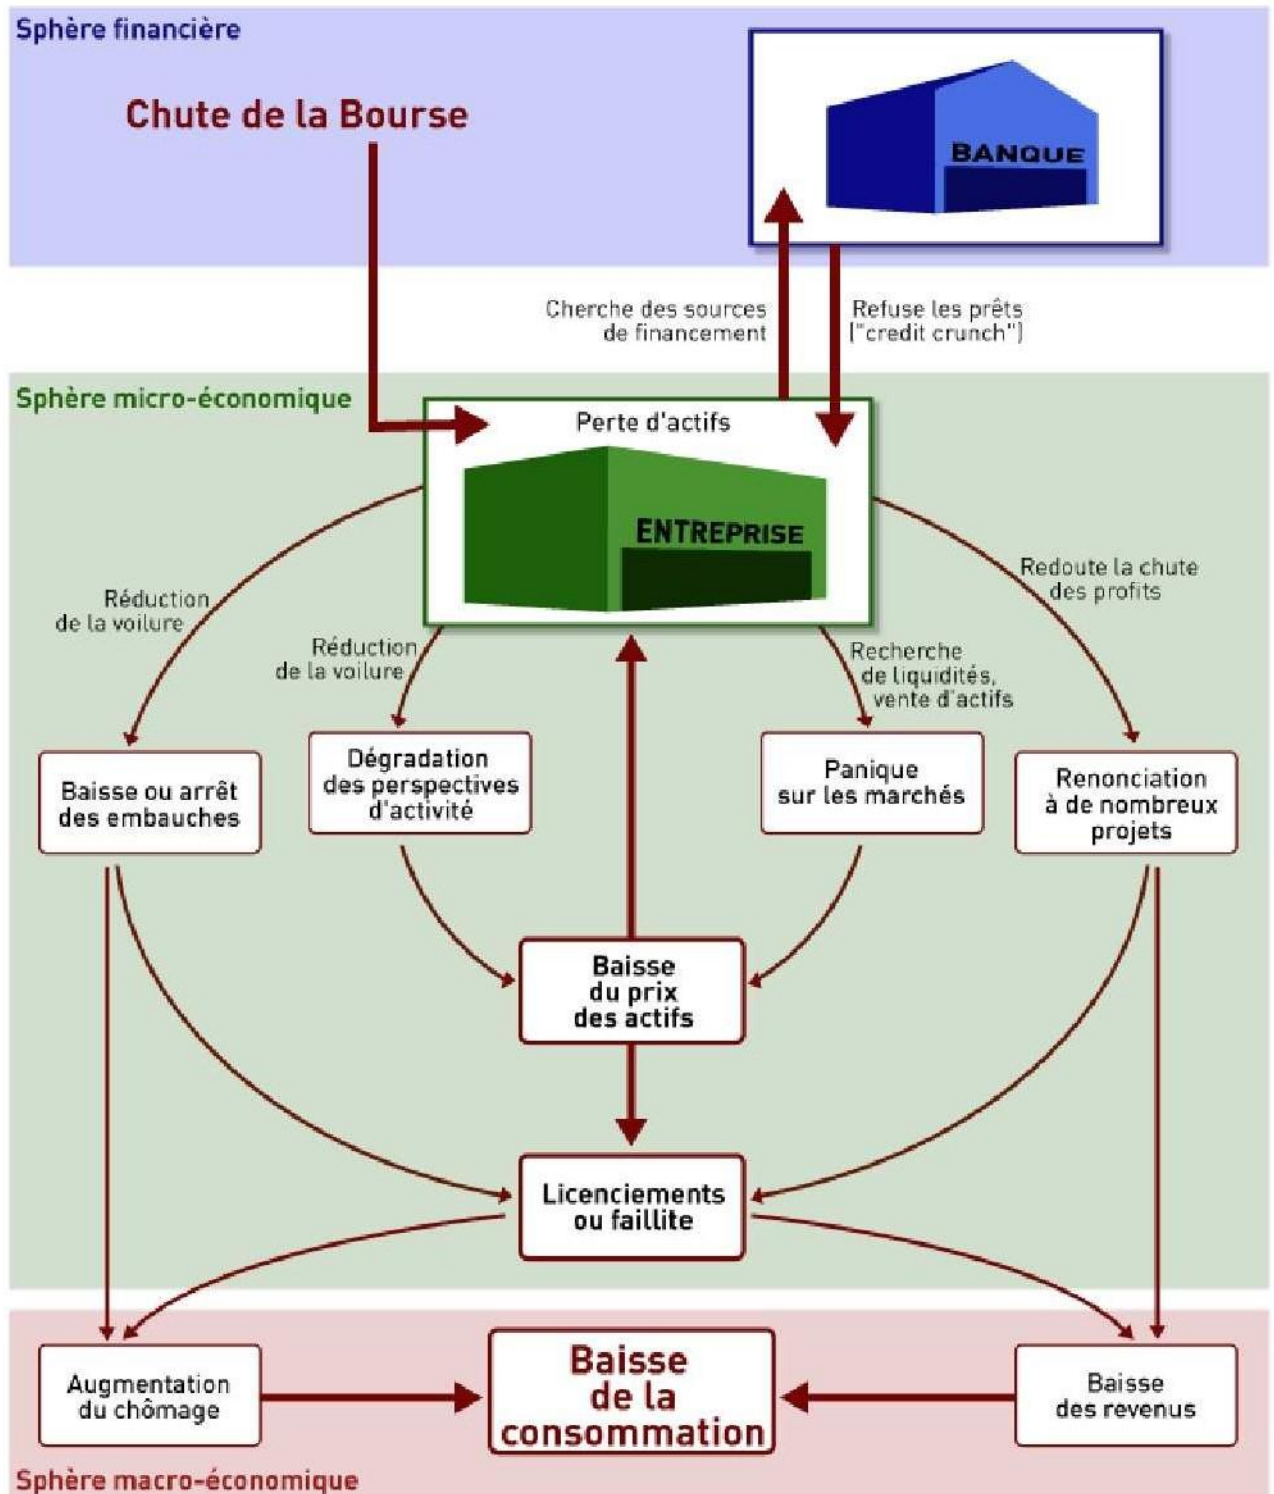 Sphère financière
Chute de la Bourse
BANQUE
Cherche des sources
de financement
Refuse les prêts
("credit crunch")
Sphère micro-économique
Perte d'actifs
ENTREPRISE
Réduction
de la voilure
Réduction
de la voilure
Recherche
de liquidités,
vente d'actifs
Redoute la chute
des profits
Baisse ou arrêt
des embauches
Dégradation
des perspectives
d'activité
Panique
sur les marchés
Renonciation
à de nombreux
projets
Baisse
du prix
des actifs
Licenciements
ou faillite
Augmentation
du chômage
Baisse
de la
consommation
Baisse
des revenus
Sphère macro-économique